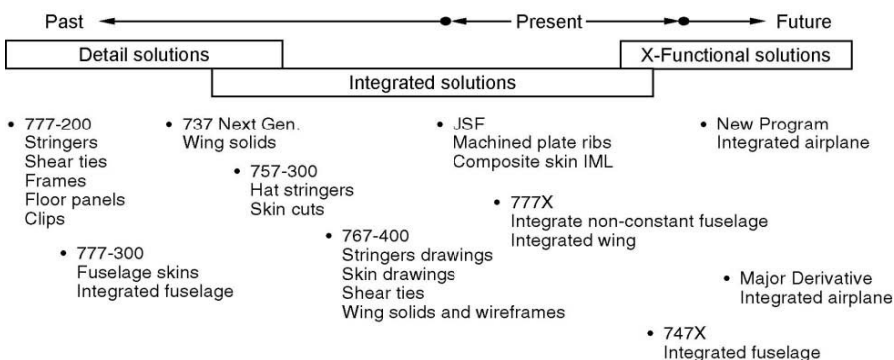 Past Present Future
Detail solutions X-Functional solutions
Integrated solutions
• 777-200
Stringers
Shear ties
Frames
Floor panels
Clips
• 777-300
Fuselage skins
Integrated fuselage
• 737 Next Gen.
Wing solids
• 757-300
Hat stringers
Skin cuts
• 767-400
Stringers drawings
Skin drawings
Shear ties
Wing solids and wireframes
• JSF
Machined plate ribs
Composite skin IML
• 777X
Integrate non-constant fuselage
Integrated wing
• New Program
Integrated airplane
• Major Derivative
Integrated airplane
• 747X
Integrated fuselage